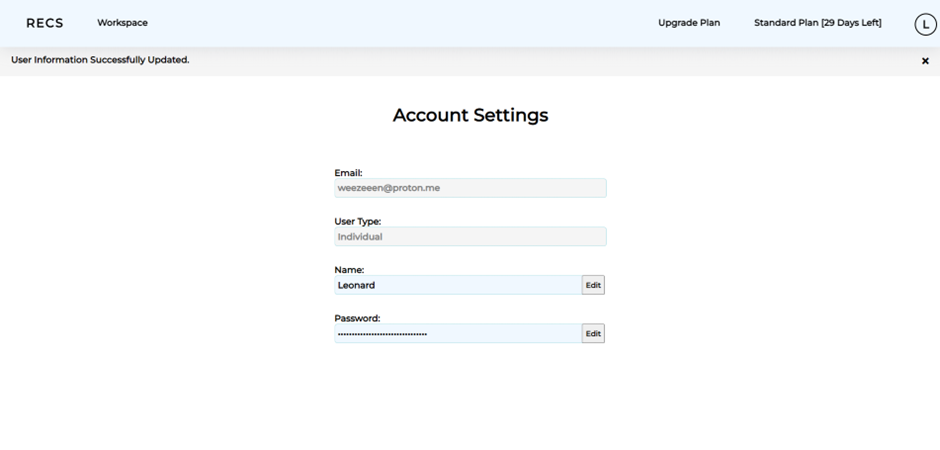 RECS Workspace Upgrade Plan Standard Plan [29 Days Left] L
User Information Successfully Updated. ×
Account Settings
Email:
weezeeen@proton.me
User Type:
Individual
Name:
Leonard Edit
Password:
Edit